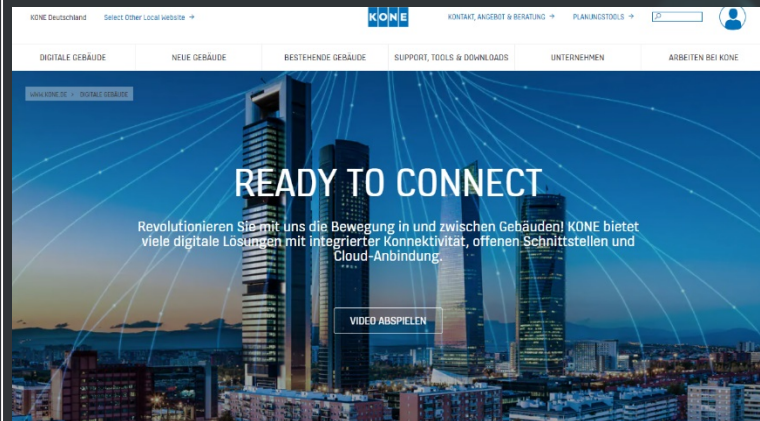 KONE Deutschland
Select Other Local Website →
KONE
KONTAKT, ANGEBOT & BERATUNG →
PLANUNGSTOOLS →
DIGITALE GEBÄUDE
NEUE GEBÄUDE
BESTEHENDE GEBÄUDE
SUPPORT, TOOLS & DOWNLOADS
UNTERNEHMEN
ARBEITEN BEI KONE
WWW.KONE.DE > DIGITALE GEBÄUDE
READY TO CONNECT
Revolutionieren Sie mit uns die Bewegung in und zwischen Gebäuden! KONE bietet
viele digitale Lösungen mit integrierter Konnektivität, offenen Schnittstellen und
Cloud-Anbindung.
VIDEO ABSPIELEN